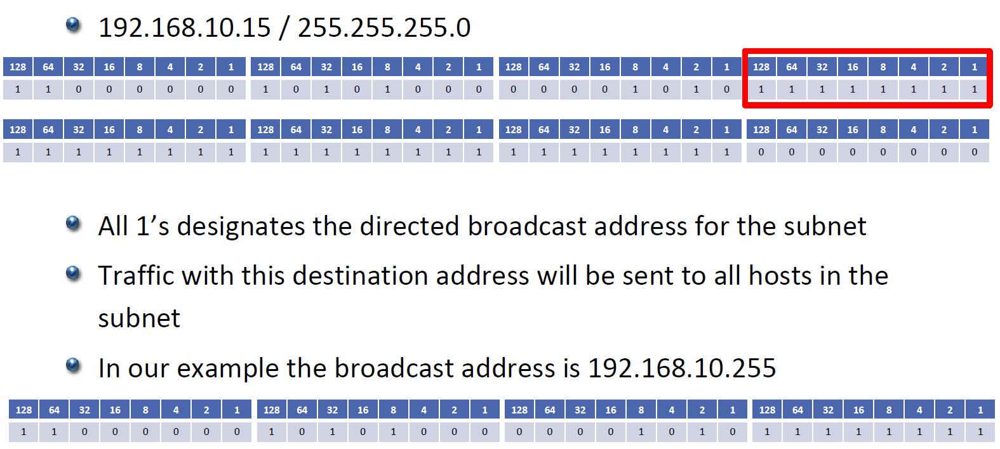 192.168.10.15 / 255.255.255.0
128 64 32 16 8 4 2 1 128 64 32 16 8 4 2 1 128 64 32 16 8 4 2 1 128 64 32 16 8 4 2 1
1 1 0 0 0 0 0 0 1 0 1 0 1 0 0 0 0 0 0 0 1 0 1 0 1 1 1 1 1 1 1 1
128 64 32 16 8 4 2 1 128 64 32 16 8 4 2 1 128 64 32 16 8 4 2 1 128 64 32 16 8 4 2 1
1 1 1 1 1 1 1 1 1 1 1 1 1 1 1 1 1 1 1 1 1 1 1 1 0 0 0 0 0 0 0 0
All 1’s designates the directed broadcast address for the subnet
Traffic with this destination address will be sent to all hosts in the
subnet
In our example the broadcast address is 192.168.10.255
128 64 32 16 8 4 2 1 128 64 32 16 8 4 2 1 128 64 32 16 8 4 2 1 128 64 32 16 8 4 2 1
1 1 0 0 0 0 0 0 1 0 1 0 1 0 0 0 0 0 0 0 1 0 1 0 1 1 1 1 1 1 1 1